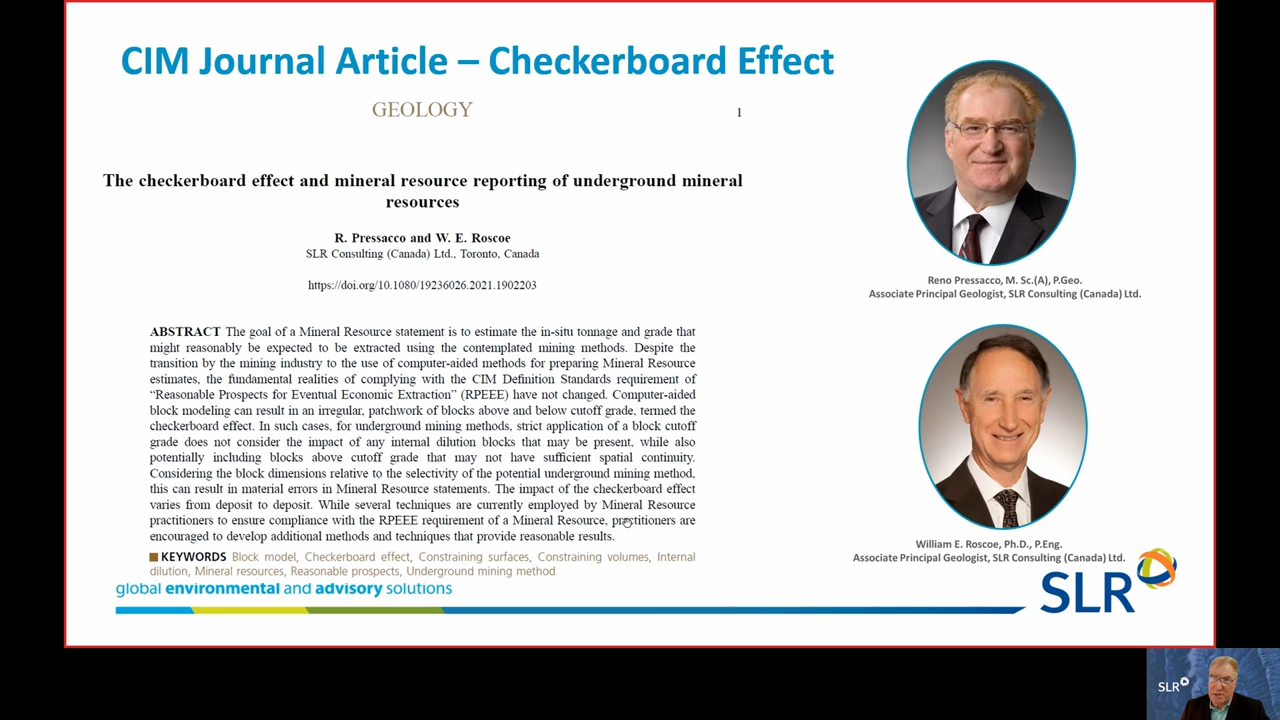 CIM Journal Article – Checkerboard Effect
GEOLOGY
1
The checkerboard effect and mineral resource reporting of underground mineral
resources
R. Pressacco and W. E. Roscoe
SLR Consulting (Canada) Ltd., Toronto, Canada
https://doi.org/10.1080/19236026.2021.1902203
ABSTRACT The goal of a Mineral Resource statement is to estimate the in-situ tonnage and grade that
might reasonably be expected to be extracted using the contemplated mining methods. Despite the
transition by the mining industry to the use of computer-aided methods for preparing Mineral Resource
estimates, the fundamental realities of complying with the CIM Definition Standards requirement of
“Reasonable Prospects for Eventual Economic Extraction” (RPEEE) have not changed. Computer-aided
block modeling can result in an irregular, patchwork of blocks above and below cutoff grade, termed the
checkerboard effect. In such cases, for underground mining methods, strict application of a block cutoff
grade does not consider the impact of any internal dilution blocks that may be present, while also
potentially including blocks above cutoff grade that may not have sufficient spatial continuity.
Considering the block dimensions relative to the selectivity of the potential underground mining method,
this can result in material errors in Mineral Resource statements. The impact of the checkerboard effect
varies from deposit to deposit. While several techniques are currently employed by Mineral Resource
practitioners to ensure compliance with the RPEEE requirement of a Mineral Resource, practitioners are
encouraged to develop additional methods and techniques that provide reasonable results.
KEYWORDS Block model, Checkerboard effect, Constraining surfaces, Constraining volumes, Internal
dilution, Mineral resources, Reasonable prospects, Underground mining method
Reno Pressacco, M. Sc.(A), P.Geo.
Associate Principal Geologist, SLR Consulting (Canada) Ltd.
William E. Roscoe, Ph.D., P.Eng.
Associate Principal Geologist, SLR Consulting (Canada) Ltd.
global environmental and advisory solutions
SLR
SLR